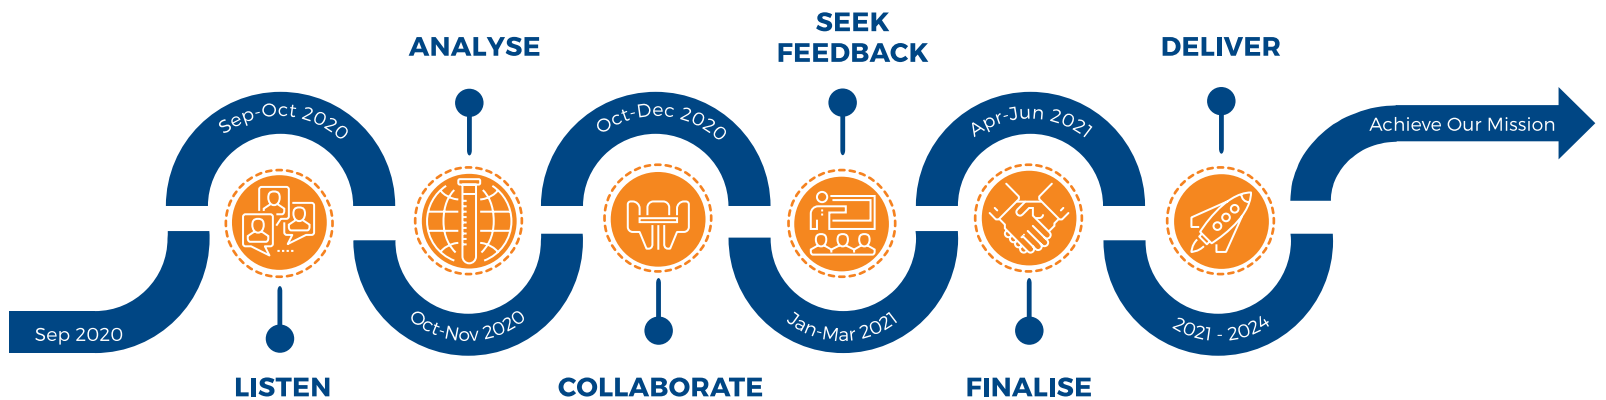 Sep 2020
Sep-Oct 2020
LISTEN
ANALYSE
Oct-Nov 2020
Oct-Dec 2020
COLLABORATE
SEEK
FEEDBACK
Jan-Mar 2021
Apr-Jun 2021
FINALISE
DELIVER
2021 - 2024
Achieve Our Mission